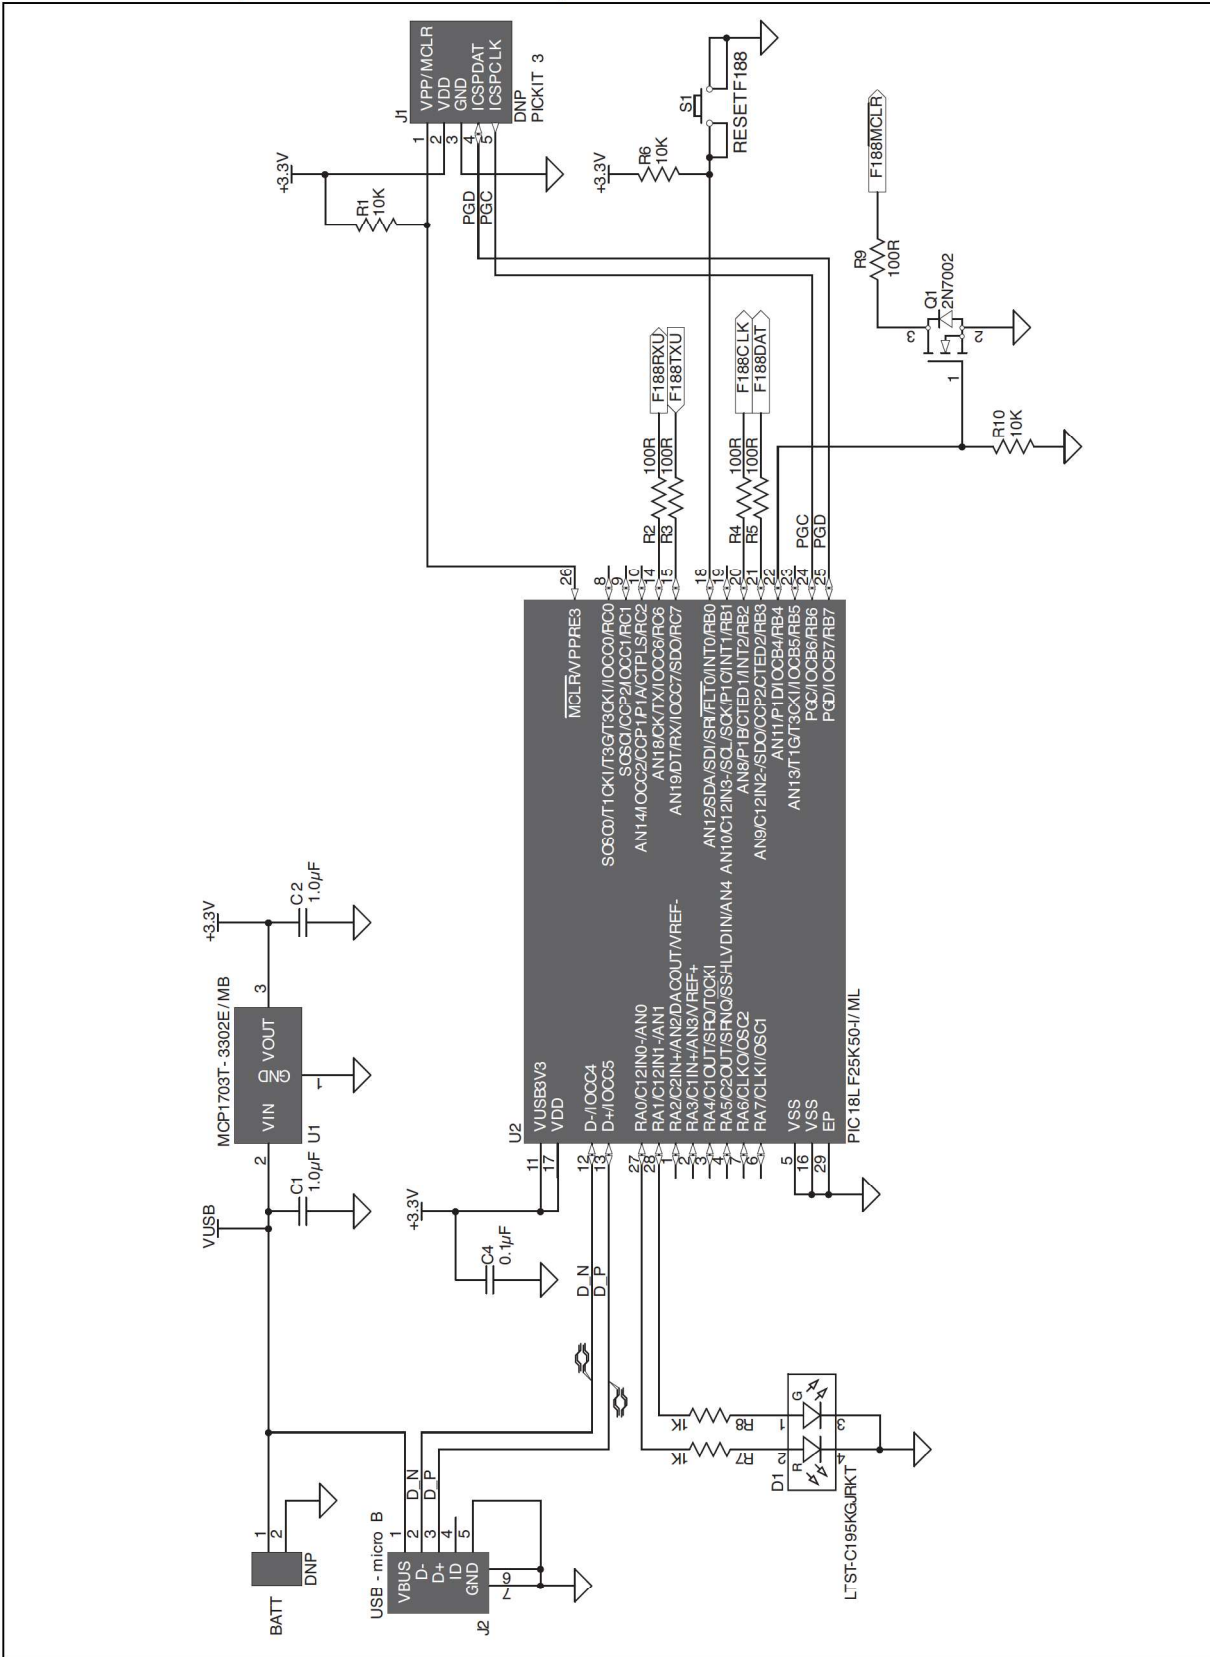 BATT
DNP
1
2
USB - micro B
J2
VBUS
D-
D+
ID
GND
1
2
3
4
5
6
7
D_N
D_P
VUSB
C1
1.0µF
MCP1703T- 3302E/ MB
U1
VIN
VOUT
GND
2
3
1
+3.3V
C2
1.0µF
+3.3V
C4
0.1µF
D_N
D_P
1K
1K
R8
R7
D1
R
G
1
2
3
4
LTST-C195KGJRKT
U2
11
17
12
13
27
28
1
2
3
4
7
6
5
16
29
VUSB3V3
VDD
D-/IOCC4
D+/IOCC5
RA0/C12IN0-/AN0
RA1/C12IN1-/AN1
RA2/C2IN+/AN2/DACOUT/VREF-
RA3/C1IN+/AN3/VREF+
RA4/C1OUT/SRQ/T0CKI
RA5/C2OUT/SRNQ/SS/HLVDIN/AN4
RA6/CLKO/OSC2
RA7/CLKI/OSC1
VSS
VSS
EP
PIC18LF25K50-I/ ML
MCLR/VPP/RE3
SOSCO/T1CKI/T3G/T3CKI/IOCC0/RC0
SOSCI/CCP2/IOCC1/RC1
AN14/IOCC2/CCP1/P1A/CTPLS/RC2
AN18/CK/TX/IOCC6/RC6
AN19/DT/RX/IOCC7/SDO/RC7
AN12/SDA/SDI/SRI/FLT0/INT0/RB0
AN10/C12IN3-/SCL/SCK/P1C/INT1/RB1
AN8/P1B/CTED1/INT2/RB2
AN9/C12IN2-/SDO/CCP2/CTED2/RB3
AN11/P1D/IOCB4/RB4
AN13/T1G/T3CKI/IOCB5/RB5
PGC/IOCB6/RB6
PGD/IOCB7/RB7
26
8
9
10
14
15
18
19
20
21
22
23
24
25
PGC
PGD
R2
100R
F188RXU
R3
100R
F188TXU
R4
100R
F188CLK
R5
100R
F188DAT
+3.3V
R1
10K
J1
VPP/MCLR
VDD
GND
ICSPDAT
ICSPCLK
1
2
3
4
5
DNP
PICKIT 3
PGD
PGC
+3.3V
R6
10K
S1
RESETF188
R10
10K
Q1
2N7002
1
2
3
R9
100R
F188MCLR